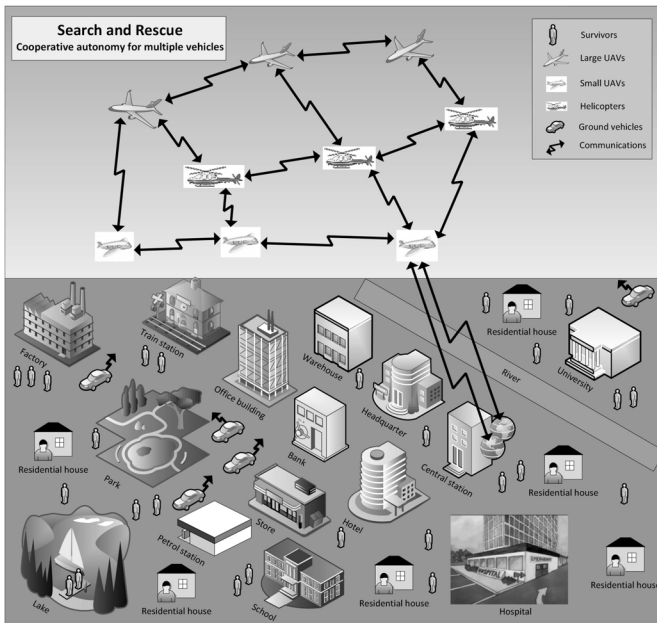 Search and Rescue
Cooperative autonomy for multiple vehicles
Survivors
Large UAVs
Small UAVs
Helicopters
Ground vehicles
Communications
Factory
Train station
Office building
Warehouse
Headquarter
River
Residential house
University
Residential house
Park
Bank
Central station
Residential house
Store
Hotel
Petrol station
Lake
Residential house
School
Residential house
HOSPITAL
Hospital
Residential house